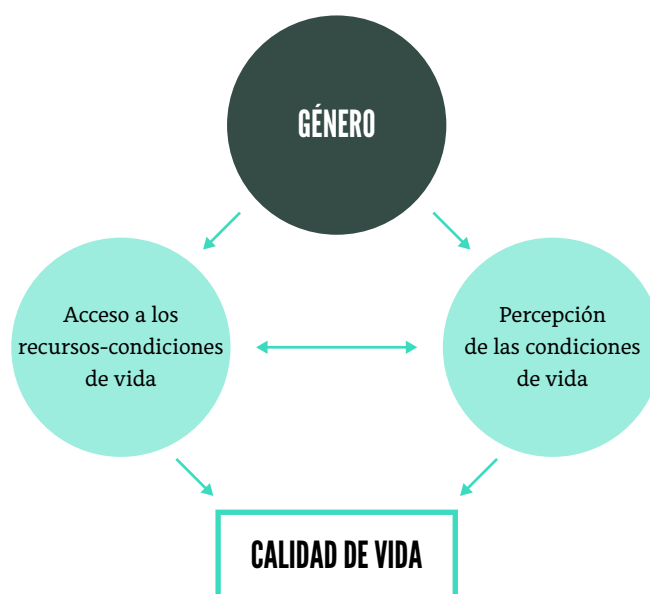 GÉNERO
Acceso a los
recursos-condiciones
de vida
Percepción
de las condiciones
de vida
CALIDAD DE VIDA